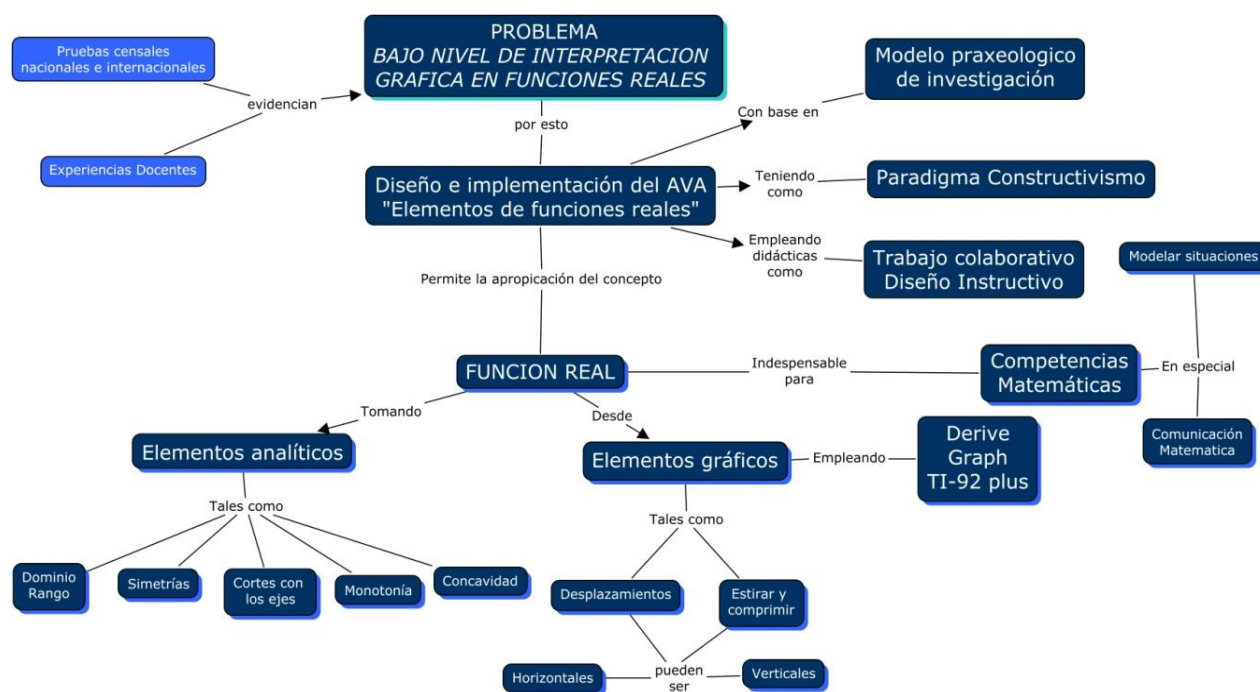 PROBLEMA
BAJO NIVEL DE INTERPRETACION
GRAFICA EN FUNCIONES REALES
Pruebas censales
nacionales e internacionales
evidencian
Experiencias Docentes
por esto
Diseño e implementación del AVA
"Elementos de funciones reales"
Con base en
Modelo praxeologico
de investigación
Teniendo
como
Paradigma Constructivismo
Empleando
didácticas
como
Trabajo colaborativo
Diseño Instructivo
Permite la apropicación del concepto
FUNCION REAL
Indespensable
para
Competencias
Matemáticas
En especial
Modelar situaciones
Comunicación
Matematica
Tomando
Elementos analíticos
Tales como
Dominio
Rango
Simetrías
Cortes con
los ejes
Monotonía
Concavidad
Desde
Elementos gráficos
Empleando
Derive
Graph
TI-92 plus
Tales como
Desplazamientos
Estirar y
comprimir
pueden
ser
Horizontales
Verticales